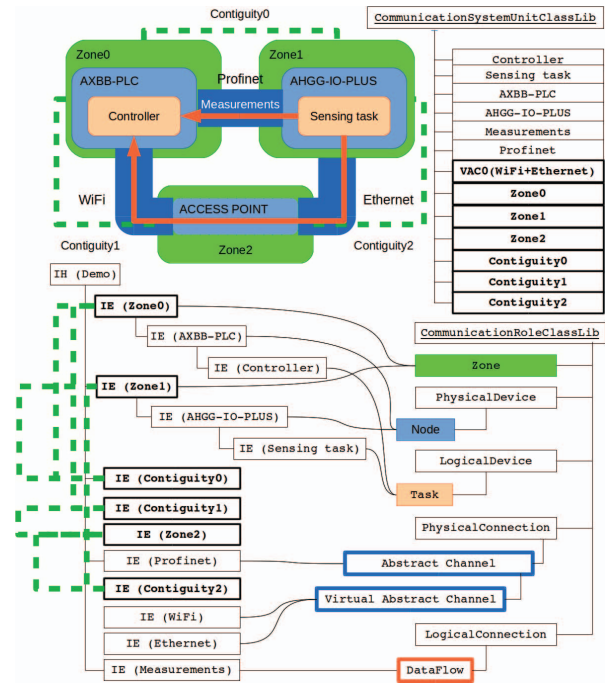 Contiguity0
Zone0
Zone1
AXBB-PLC
Profinet
AHGG-IO-PLUS
Controller
Measurements
Sensing task
WiFi
ACCESS POINT
Ethernet
Zone2
Contiguity1
Contiguity2
CommunicationSystemUnitClassLib
Controller
Sensing task
AXBB-PLC
AHGG-IO-PLUS
Measurements
Profinet
VAC0(WiFi+Ethernet)
Zone0
Zone1
Zone2
Contiguity0
Contiguity1
Contiguity2
IH (Demo)
IE (Zone0)
IE (AXBB-PLC)
IE (Controller)
IE (Zone1)
IE (AHGG-IO-PLUS)
IE (Sensing task)
IE (Contiguity0)
IE (Contiguity1)
IE (Zone2)
IE (Profinet)
IE (Contiguity2)
IE (WiFi)
IE (Ethernet)
IE (Measurements)
CommunicationRoleClassLib
Zone
PhysicalDevice
Node
LogicalDevice
Task
PhysicalConnection
Abstract Channel
Virtual Abstract Channel
LogicalConnection
DataFlow